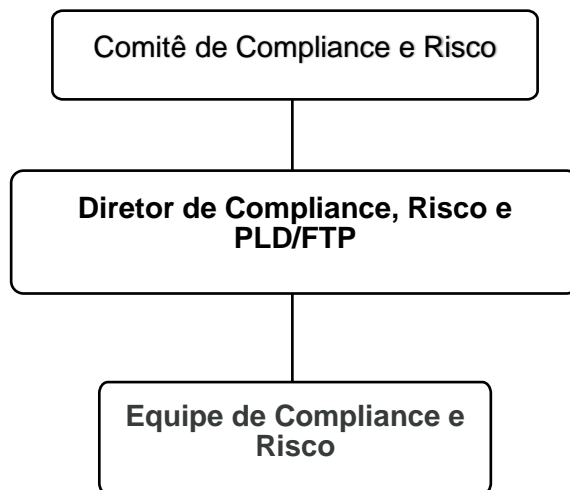 Comitê de Compliance e Risco
Diretor de Compliance, Risco e
PLD/FTP
Equipe de Compliance e
Risco